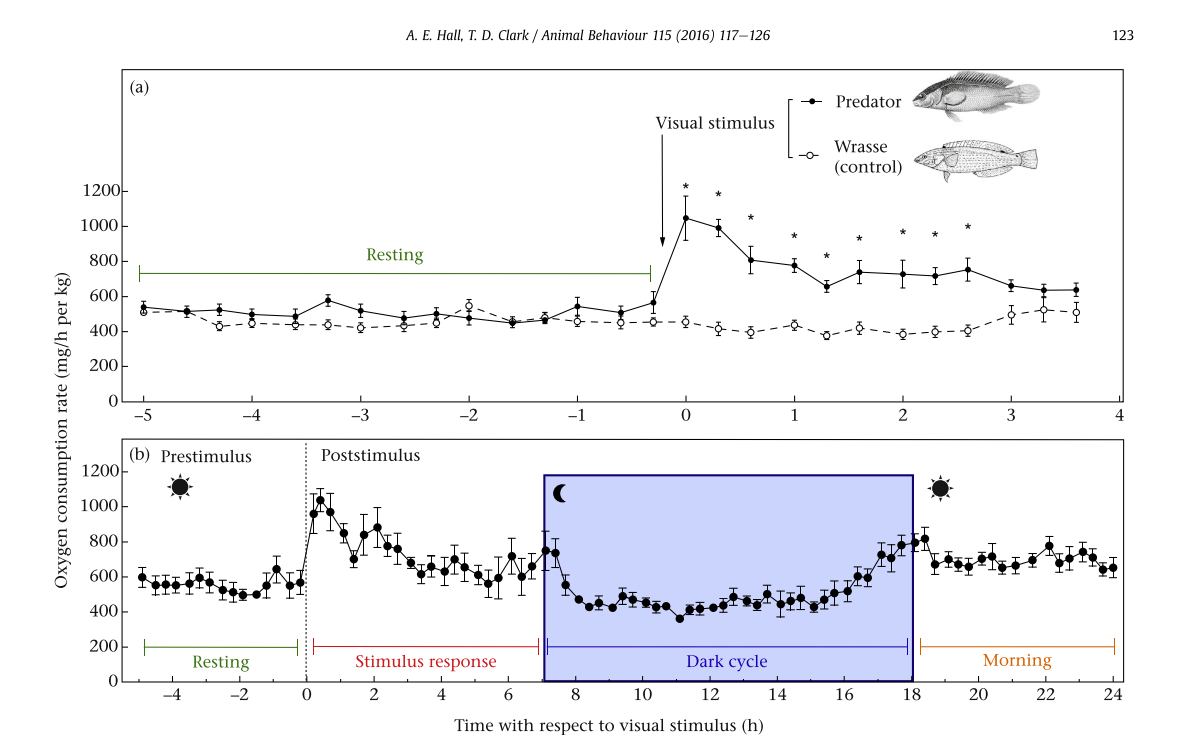 A. E. Hall, T. D. Clark / Animal Behaviour 115 (2016) 117–126
123
(a)
Predator
Visual stimulus
Wrasse
(control)
1200
1000
800
600
400
200
0
Resting
* * * * * * * * *
–5 –4 –3 –2 –1 0 1 2 3 4
Oxygen consumption rate (mg/h per kg)
(b)
Prestimulus
Poststimulus
1200
1000
800
600
400
200
0
Resting
Stimulus response
Dark cycle
Morning
–4 –2 0 2 4 6 8 10 12 14 16 18 20 22 24
Time with respect to visual stimulus (h)